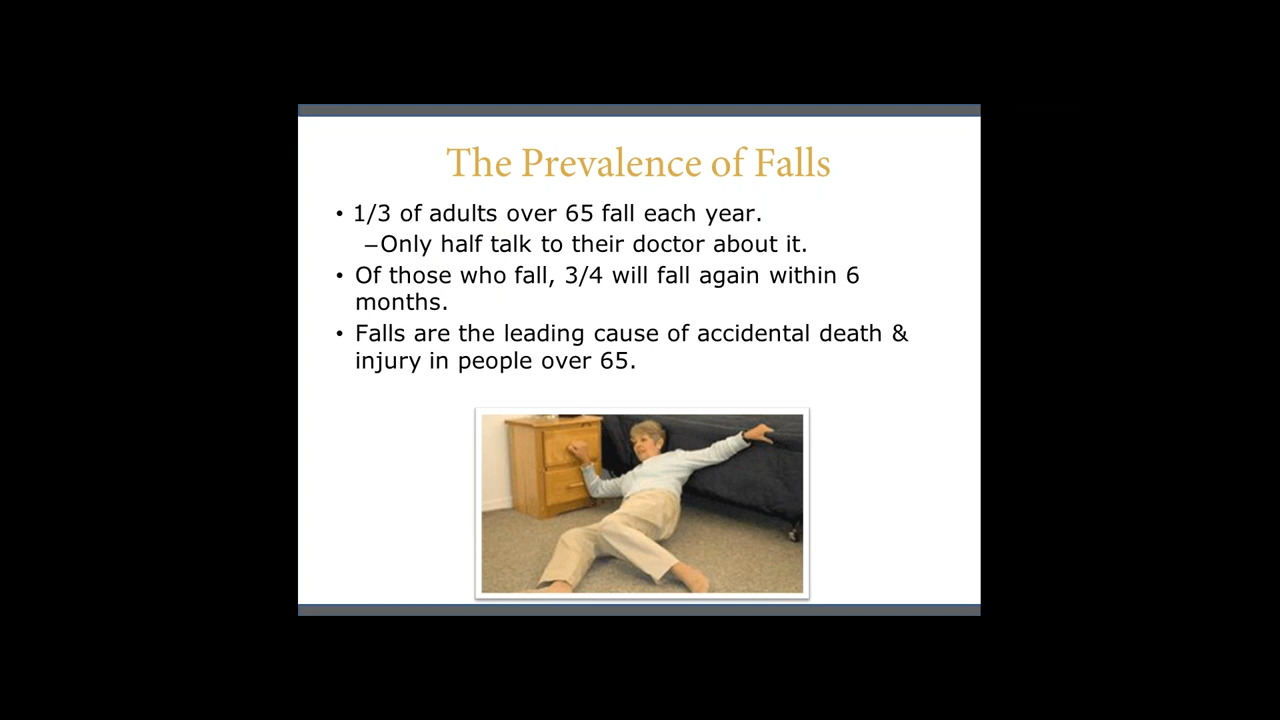 The Prevalence of Falls
• 1/3 of adults over 65 fall each year.
–Only half talk to their doctor about it.
• Of those who fall, 3/4 will fall again within 6
months.
• Falls are the leading cause of accidental death &
injury in people over 65.